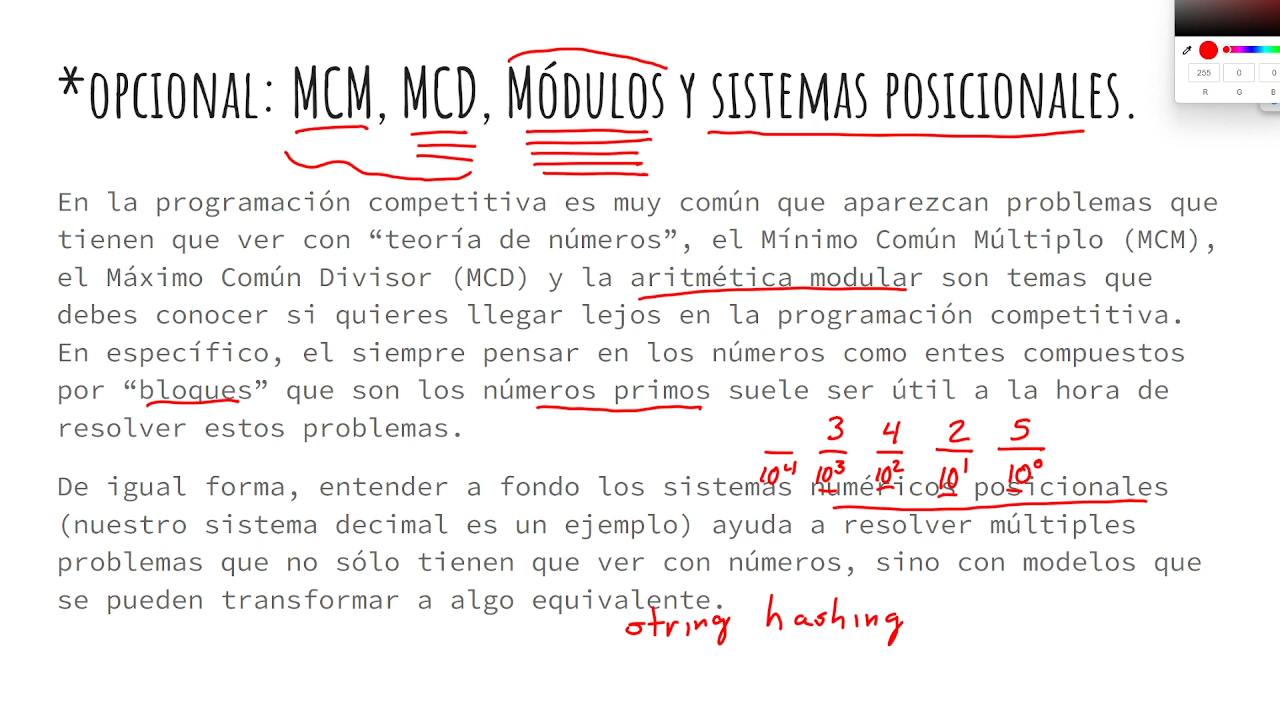 *OPCIONAL: MCM, MCD, MÓDULOS Y SISTEMAS POSICIONALES.
255 0 0
R G B
En la programación competitiva es muy común que aparezcan problemas que
tienen que ver con “teoría de números”, el Mínimo Común Múltiplo (MCM),
el Máximo Común Divisor (MCD) y la aritmética modular son temas que
debes conocer si quieres llegar lejos en la programación competitiva.
En específico, el siempre pensar en los números como entes compuestos
por “bloques” que son los números primos suele ser útil a la hora de
resolver estos problemas.
3 4 2 5
10⁴ 10³ 10² 10¹ 10⁰
De igual forma, entender a fondo los sistemas numéricos posicionales
(nuestro sistema decimal es un ejemplo) ayuda a resolver múltiples
problemas que no sólo tienen que ver con números, sino con modelos que
se pueden transformar a algo equivalente.
string hashing